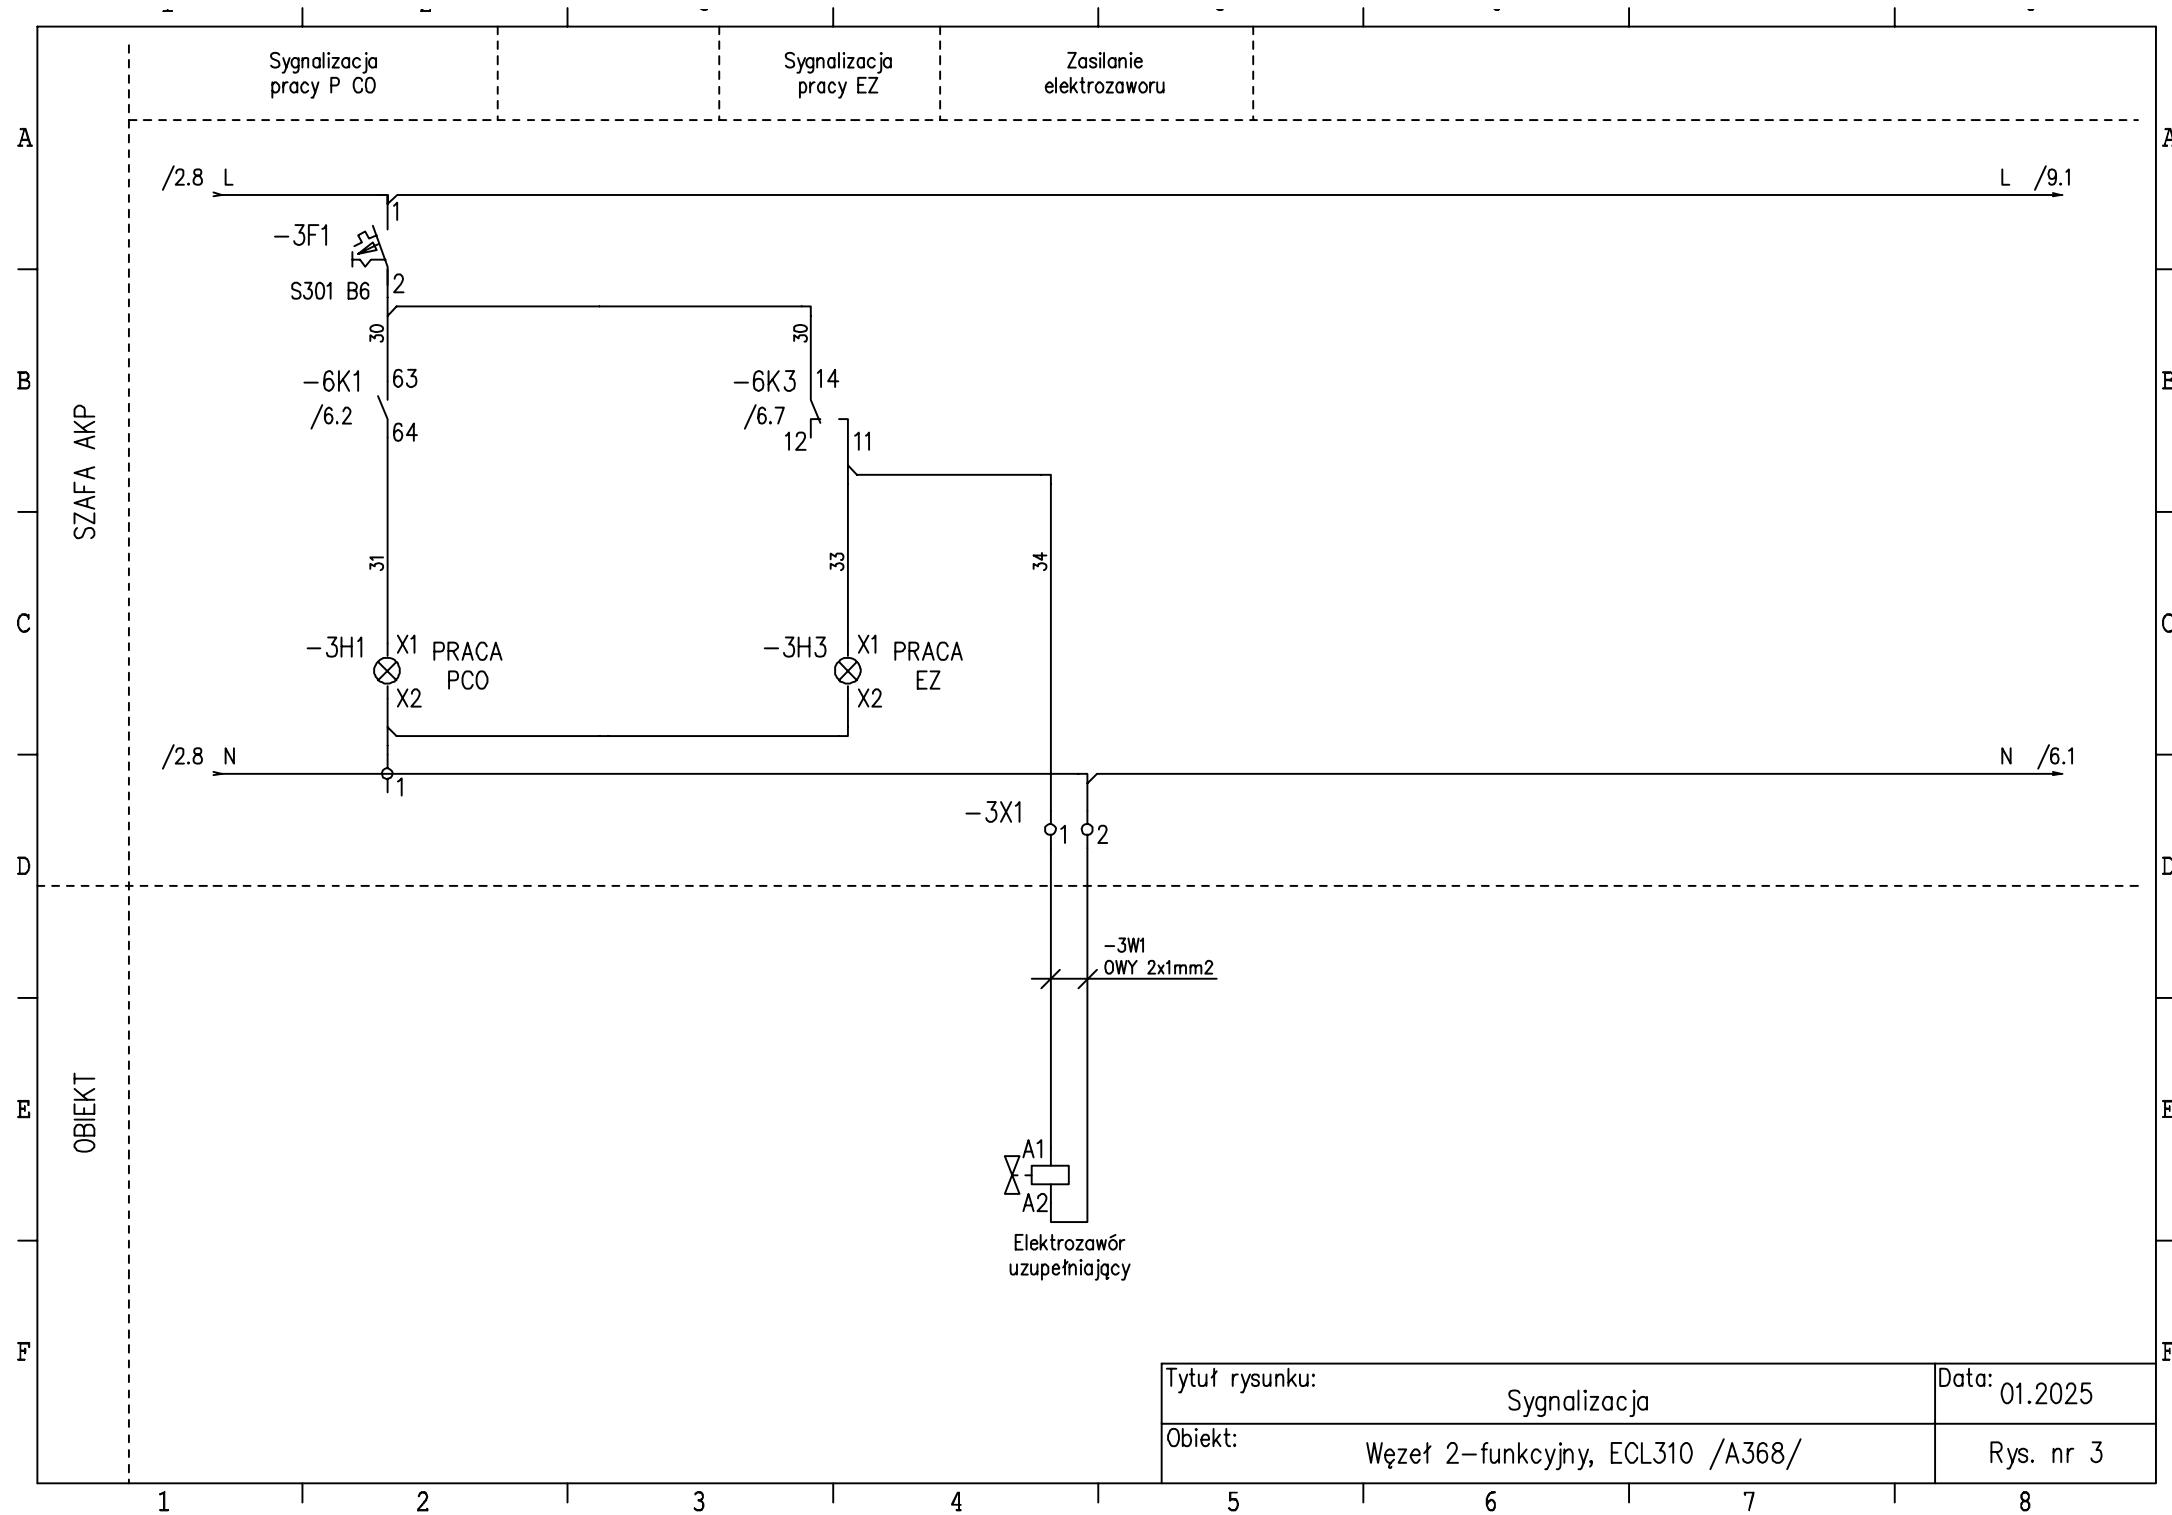 Sygnalizacja
pracy P CO
Sygnalizacja
pracy EZ
Zasilanie
elektrozaworu
A
A
/2.8 L
L /9.1
1
-3F1
2
S301 B6
30
30
B
B
-6K1
63
/6.2
64
-6K3
14
/6.7
12
11
SZAFA AKP
31
33
34
C
C
-3H1
X1
PRACA
PCO
X2
-3H3
X1
PRACA
EZ
X2
/2.8 N
N /6.1
1
-3X1
1
2
D
D
-3W1
OWY 2x1mm2
E
E
OBIEKT
A1
A2
Elektrozawór
uzupełniający
F
F
Tytuł rysunku:
Sygnalizacja
Data:
01.2025
Obiekt:
Węzeł 2-funkcyjny, ECL310 /A368/
Rys. nr 3
1 2 3 4 5 6 7 8